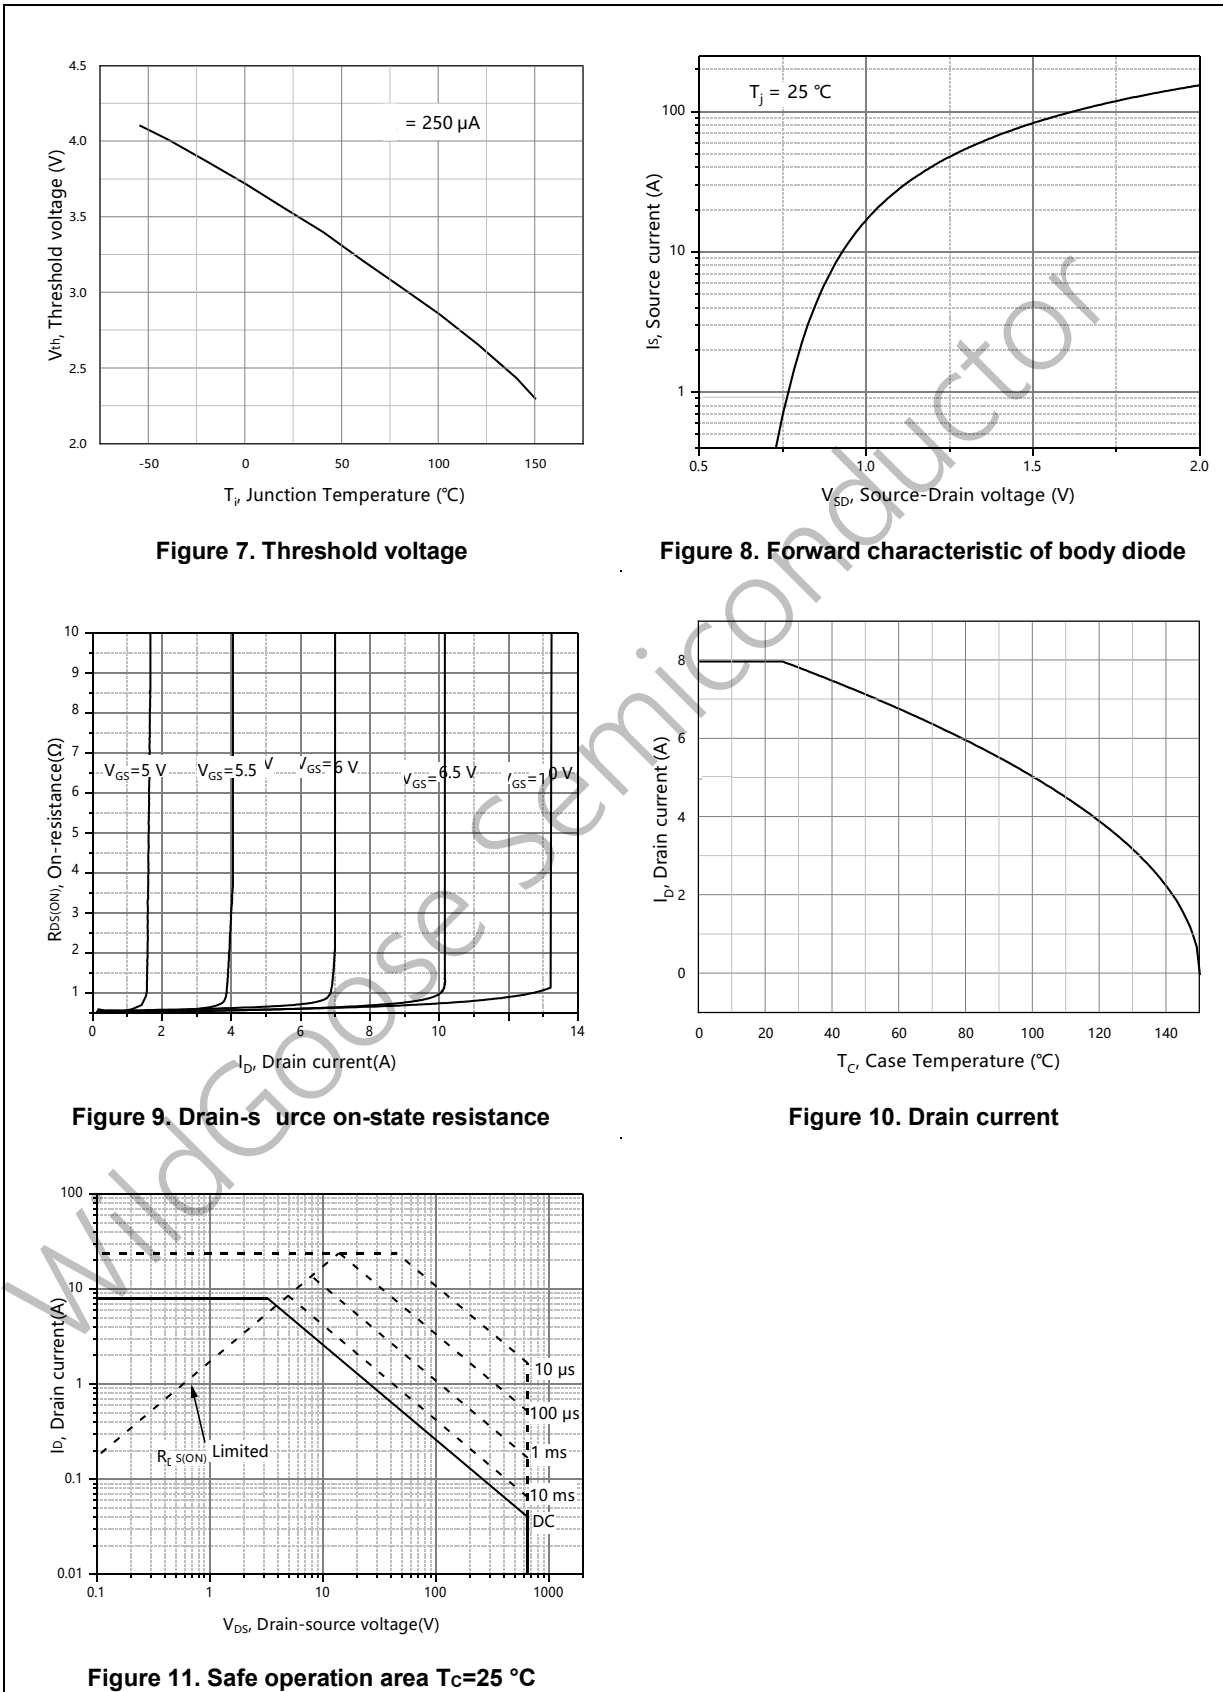 4.5
4.0
3.5
3.0
2.5
2.0
Vth, Threshold voltage (V)
= 250 µA
-50 0 50 100 150
Tj, Junction Temperature (℃)
Figure 7. Threshold voltage
100
10
1
IS, Source current (A)
Tj = 25 ℃
0.5 1.0 1.5 2.0
VSD, Source-Drain voltage (V)
Figure 8. Forward characteristic of body diode
10
9
8
7
6
5
4
3
2
1
RDS(ON), On-resistance(Ω)
VGS=5 V
VGS=5.5 V
VGS=6 V
VGS=6.5 V
VGS=10 V
0 2 4 6 8 10 14
ID, Drain current(A)
Figure 9. Drain-s urce on-state resistance
8
6
4
2
0
ID, Drain current (A)
0 20 40 60 80 100 120 140
TC, Case Temperature (℃)
Figure 10. Drain current
100
10
1
0.1
0.01
ID, Drain current(A)
RDS(ON) Limited
10 µs
100 µs
1 ms
10 ms
DC
0.1 1 10 100 1000
VDS, Drain-source voltage(V)
Figure 11. Safe operation area TC=25 °C
WildGoose Semiconductor